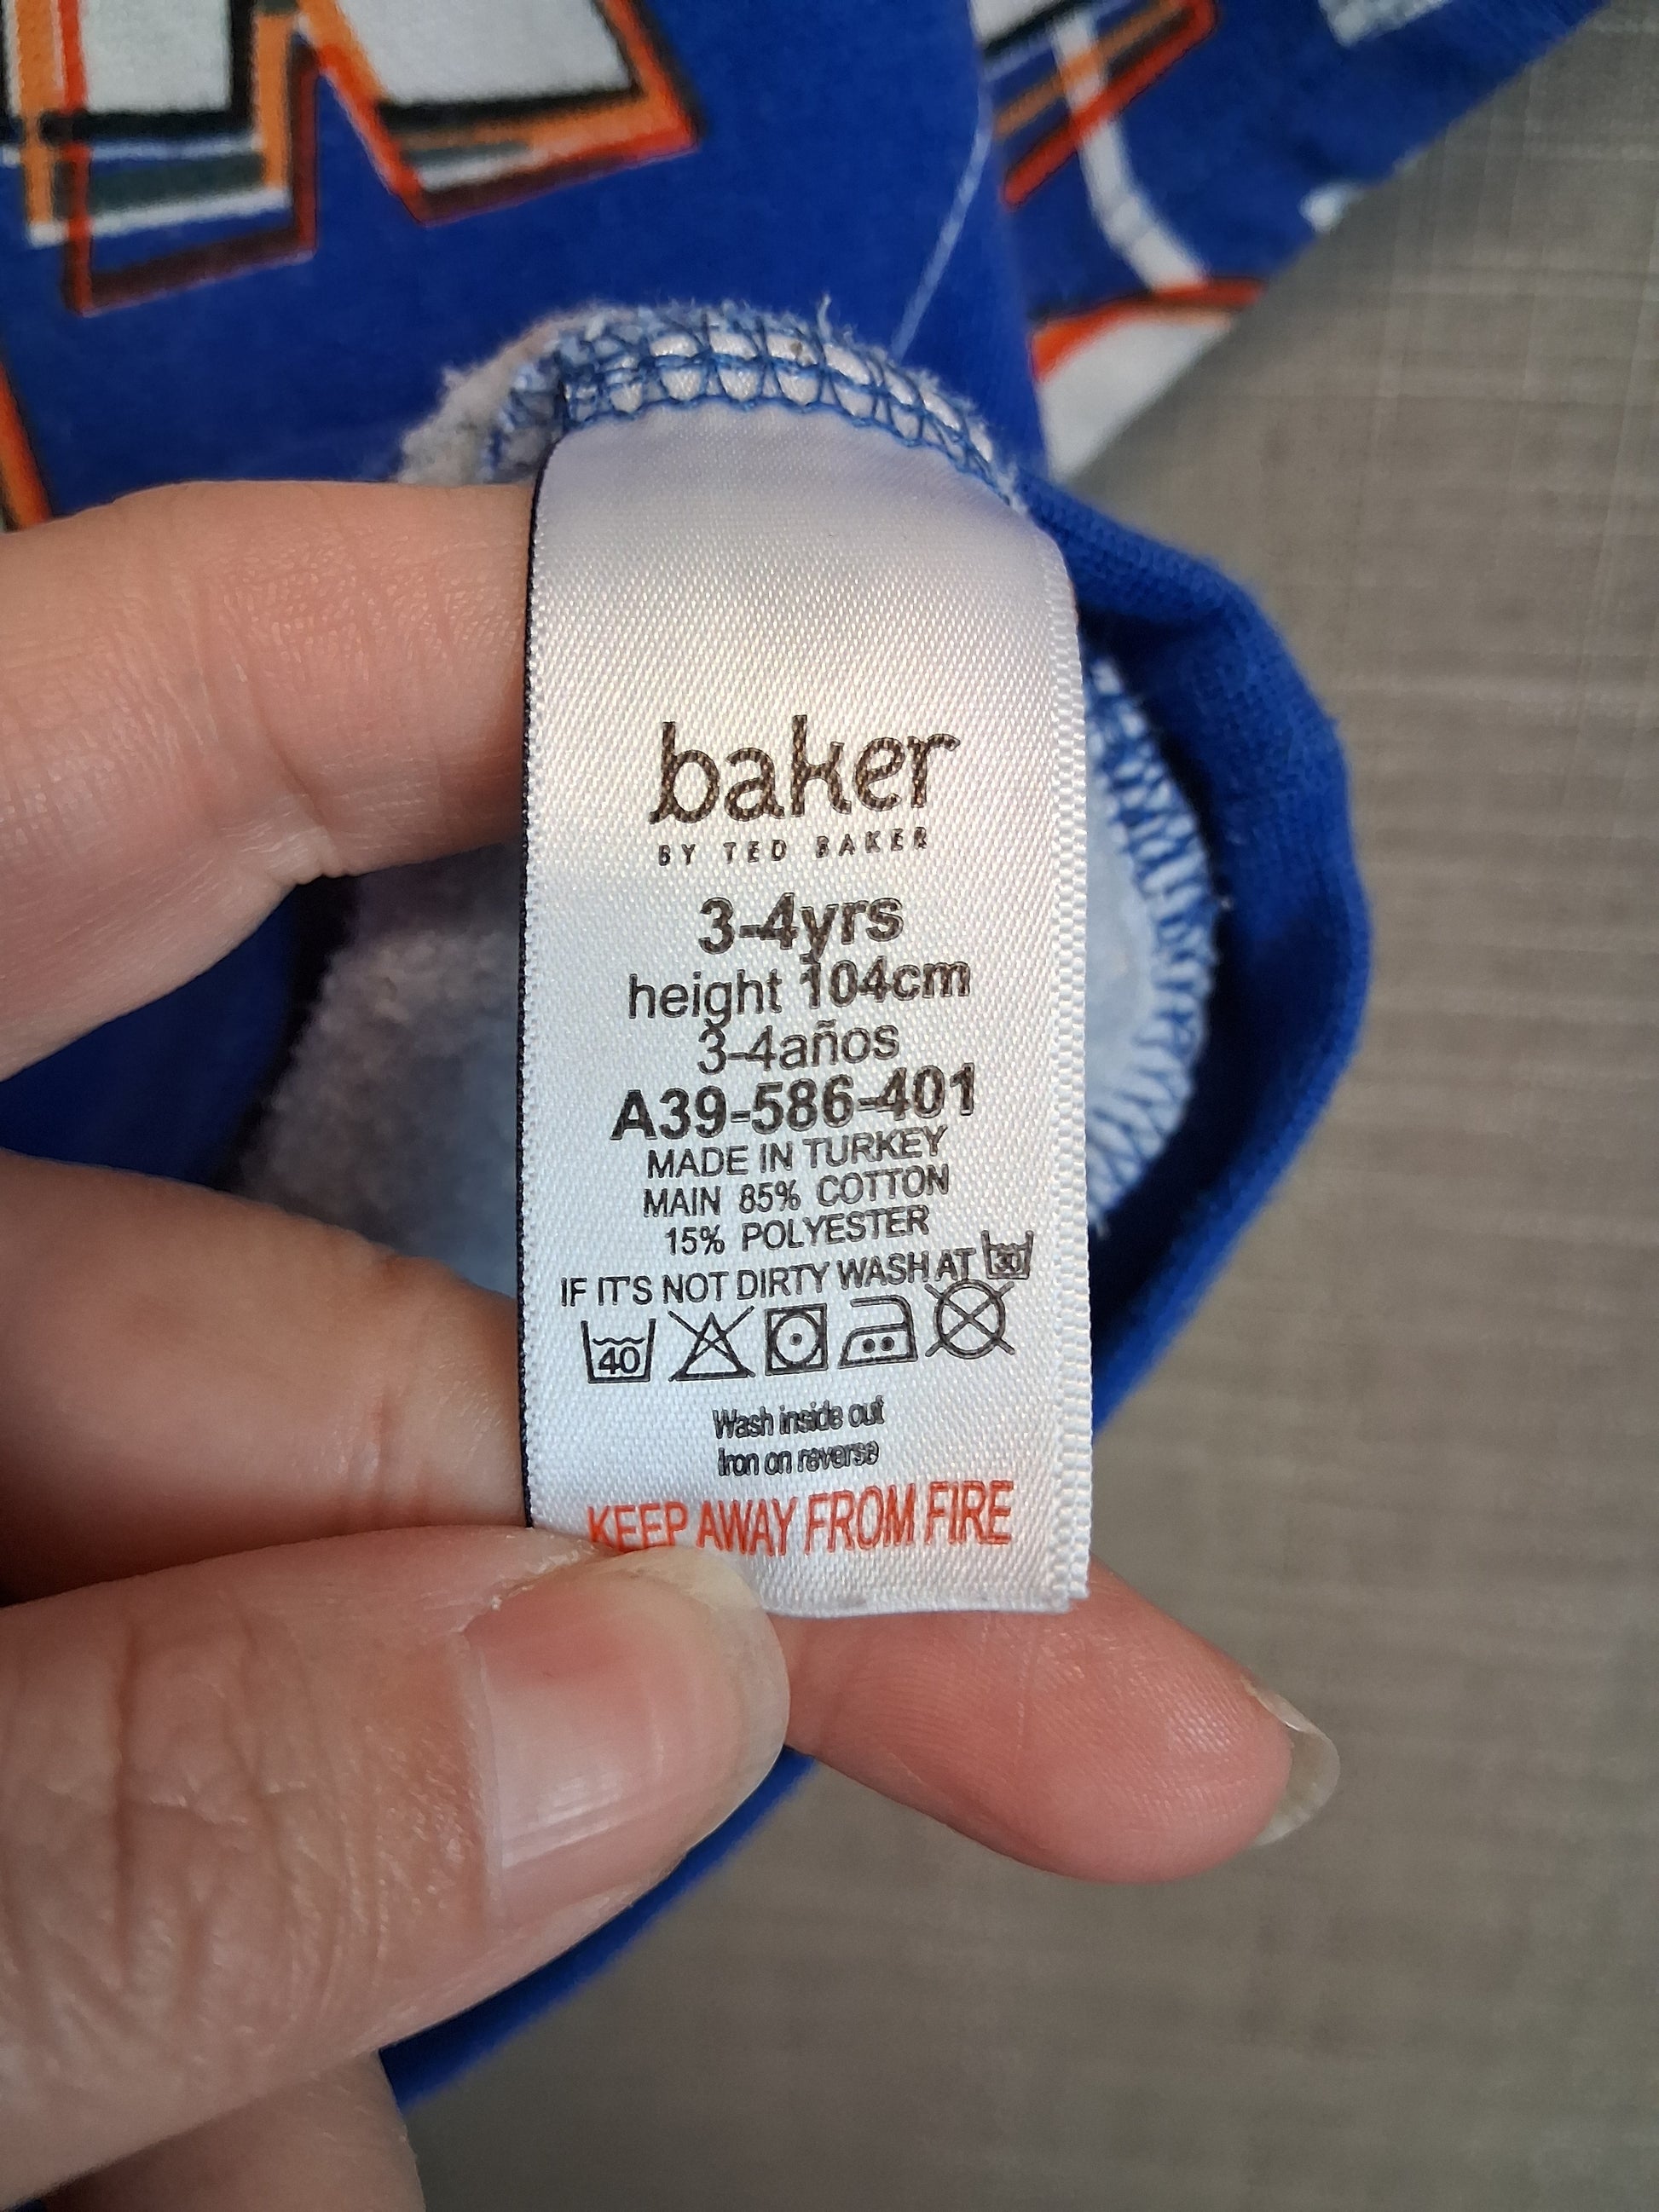 baker
BY TED BAKER
3-4yrs
height 104cm
3-4años
A39-586-401
MADE IN TURKEY
MAIN 85% COTTON
15% POLYESTER
IF IT'S NOT DIRTY WASH AT 30
40
Wash inside out
Iron on reverse
KEEP AWAY FROM FIRE